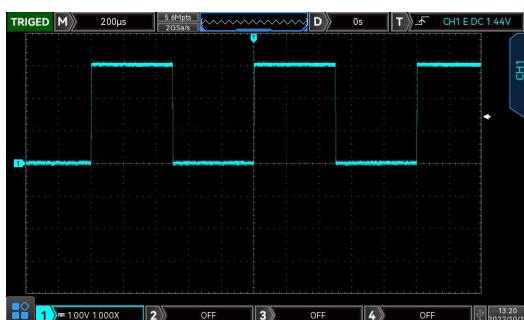 TRIGED M 200μs 5.6Mpts D 0s T CH1 E DC 1.44V
2GSa/s
T
CH1
1
1 1.00V 1.000X 2 OFF 3 OFF 4 OFF 13:20